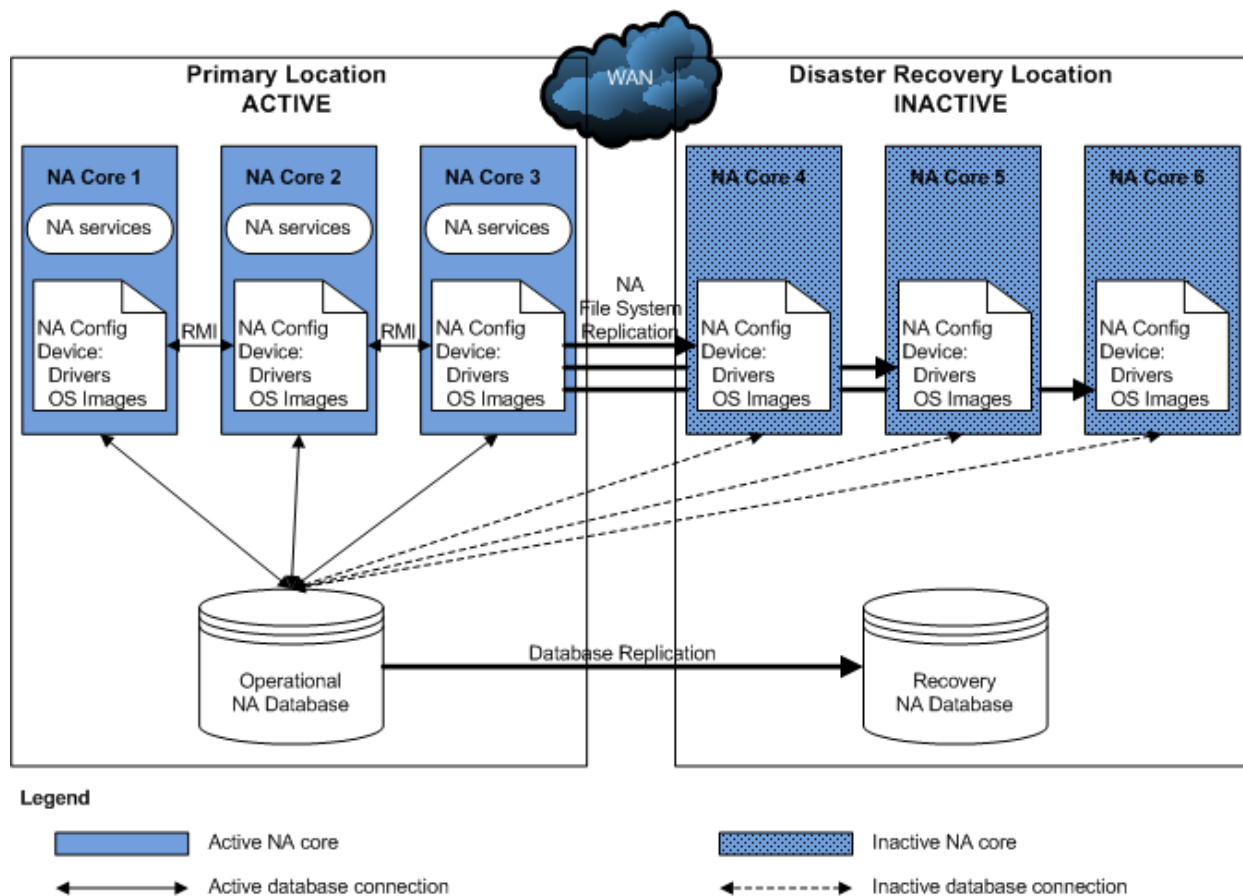 WAN
Primary Location
ACTIVE
Disaster Recovery Location
INACTIVE
NA Core 1
NA services
NA Config
Device:
Drivers
OS Images
RMI
NA Core 2
NA services
NA Config
Device:
Drivers
OS Images
RMI
NA Core 3
NA services
NA Config
Device:
Drivers
OS Images
NA
File System
Replication
NA Core 4
NA Config
Device:
Drivers
OS Images
NA Core 5
NA Config
Device:
Drivers
OS Images
NA Core 6
NA Config
Device:
Drivers
OS Images
Operational
NA Database
Database Replication
Recovery
NA Database
Legend
Active NA core
Inactive NA core
Active database connection
Inactive database connection